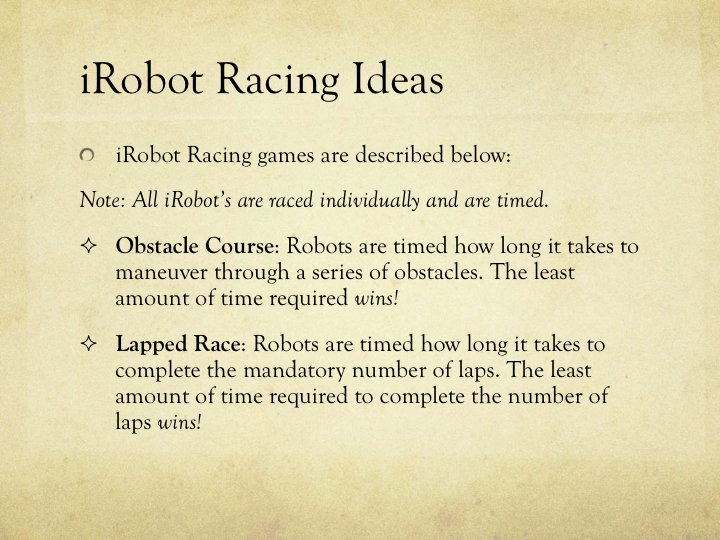 iRobot Racing Ideas
iRobot Racing games are described below:
Note: All iRobot's are raced individually and are timed.
Obstacle Course: Robots are timed how long it takes to
maneuver through a series of obstacles. The least
amount of time required wins!
Lapped Race: Robots are timed how long it takes to
complete the mandatory number of laps. The least
amount of time required to complete the number of
laps wins!